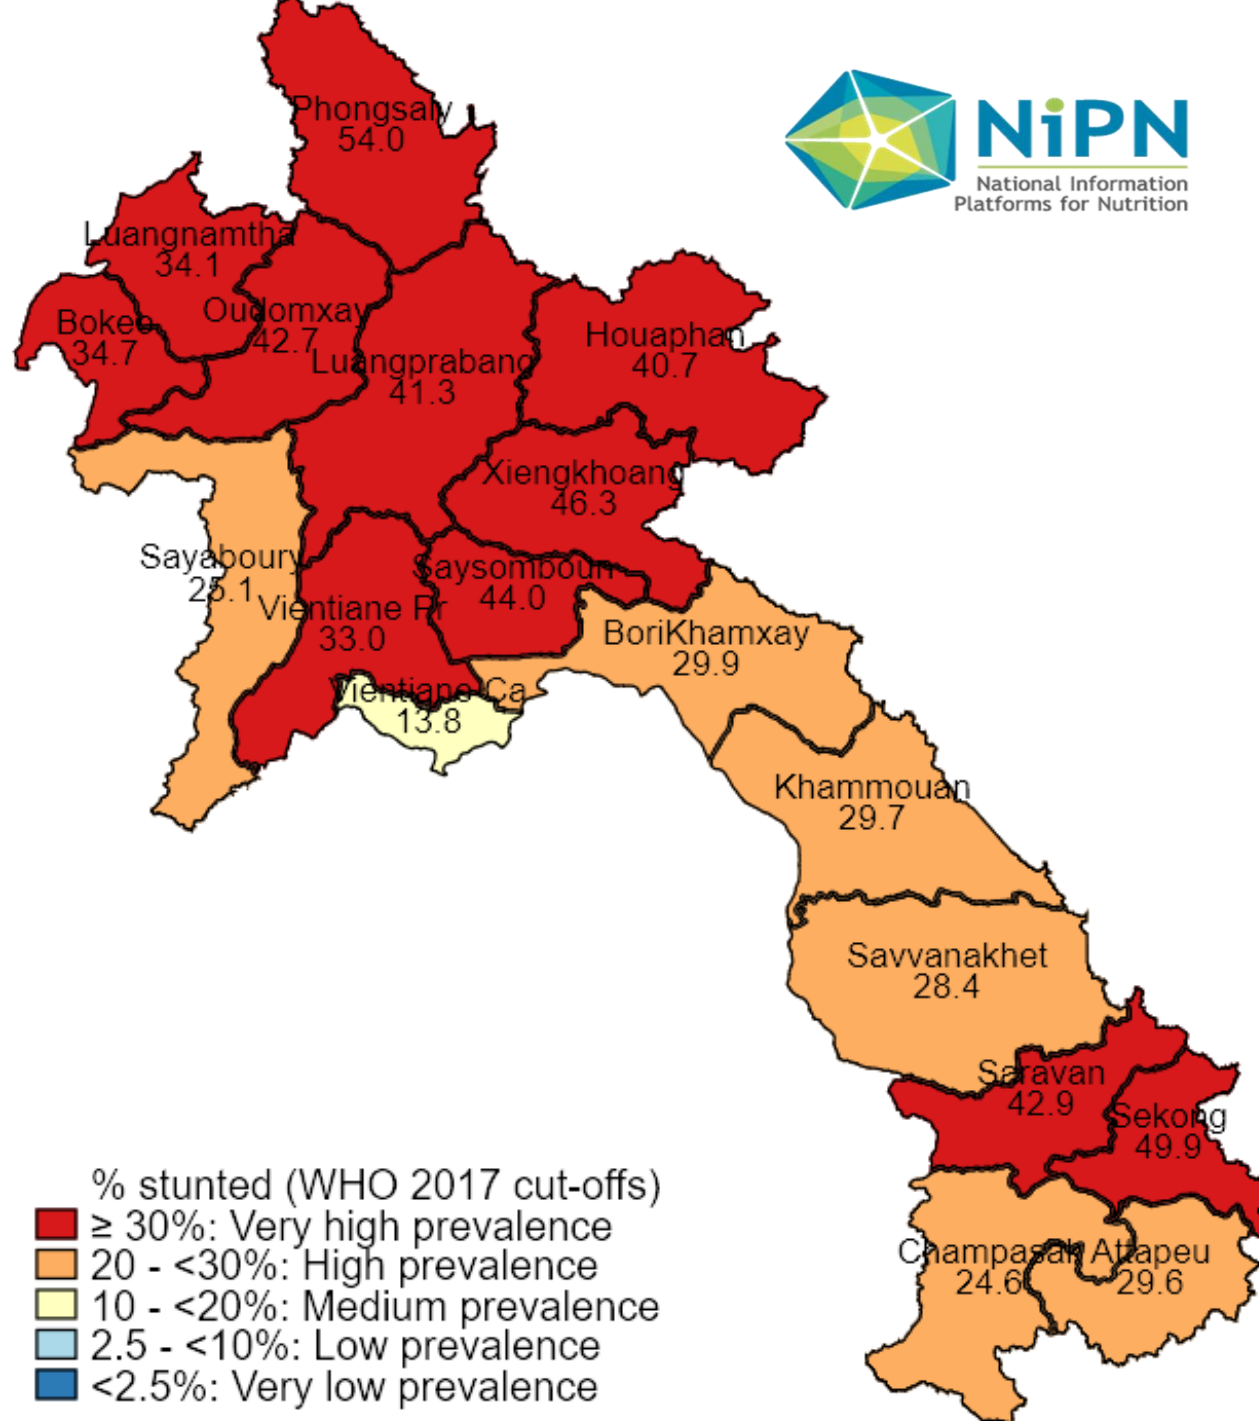 Phongsaly
54.0
NiPN
National Information
Platforms for Nutrition
Luangnamtha
34.1
Bokeo
34.7
Oudomxay
42.7
Luangprabang
41.3
Houaphan
40.7
Xiengkhoang
46.3
Sayaboury
25.1
Vientiane Pr
33.0
Saysomboun
44.0
BoriKhamxay
29.9
Vientiane Ca
13.8
Khammouan
29.7
Savvanakhet
28.4
Saravan
42.9
Sekong
49.9
Champasak
24.6
Attapeu
29.6
% stunted (WHO 2017 cut-offs)
≥ 30%: Very high prevalence
20 - <30%: High prevalence
10 - <20%: Medium prevalence
2.5 - <10%: Low prevalence
<2.5%: Very low prevalence